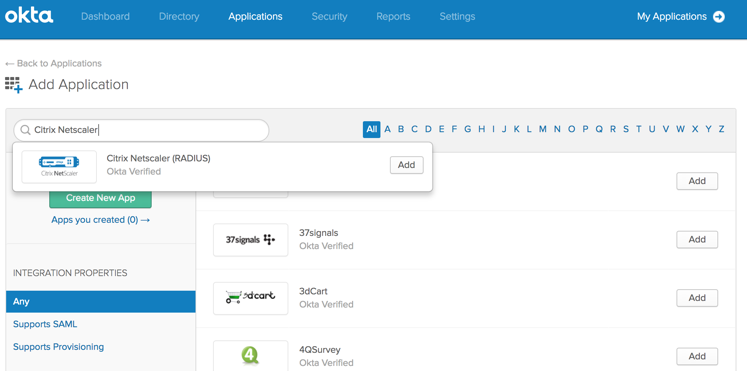 okta
Dashboard
Directory
Applications
Security
Reports
Settings
My Applications
← Back to Applications
Add Application
Citrix Netscaler
All A B C D E F G H I J K L M N O P Q R S T U V W X Y Z
Citrix NetScaler
Citrix Netscaler (RADIUS)
Okta Verified
Add
Add
Create New App
Apps you created (0) →
INTEGRATION PROPERTIES
Any
Supports SAML
Supports Provisioning
37signals
37signals
Okta Verified
Add
3dcart
3dCart
Okta Verified
Add
4
4QSurvey
Okta Verified
Add